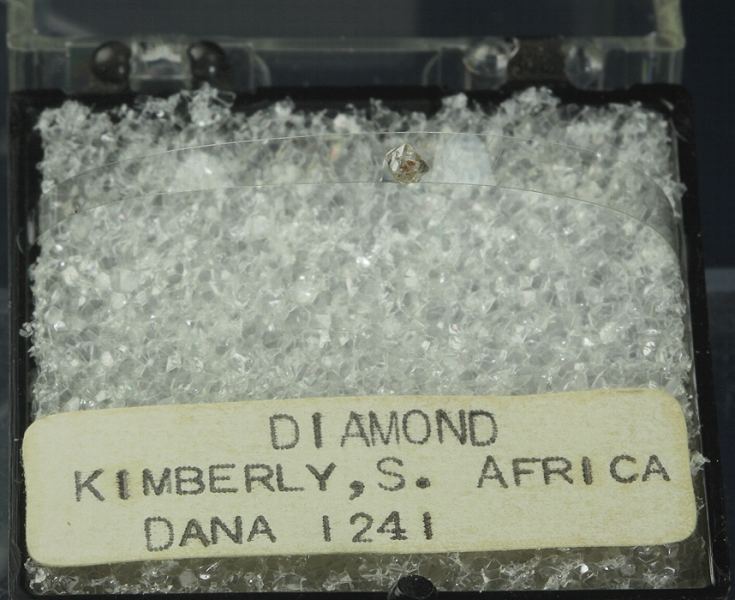 DIAMOND
KIMBERLY, S. AFRICA
DANA 1241